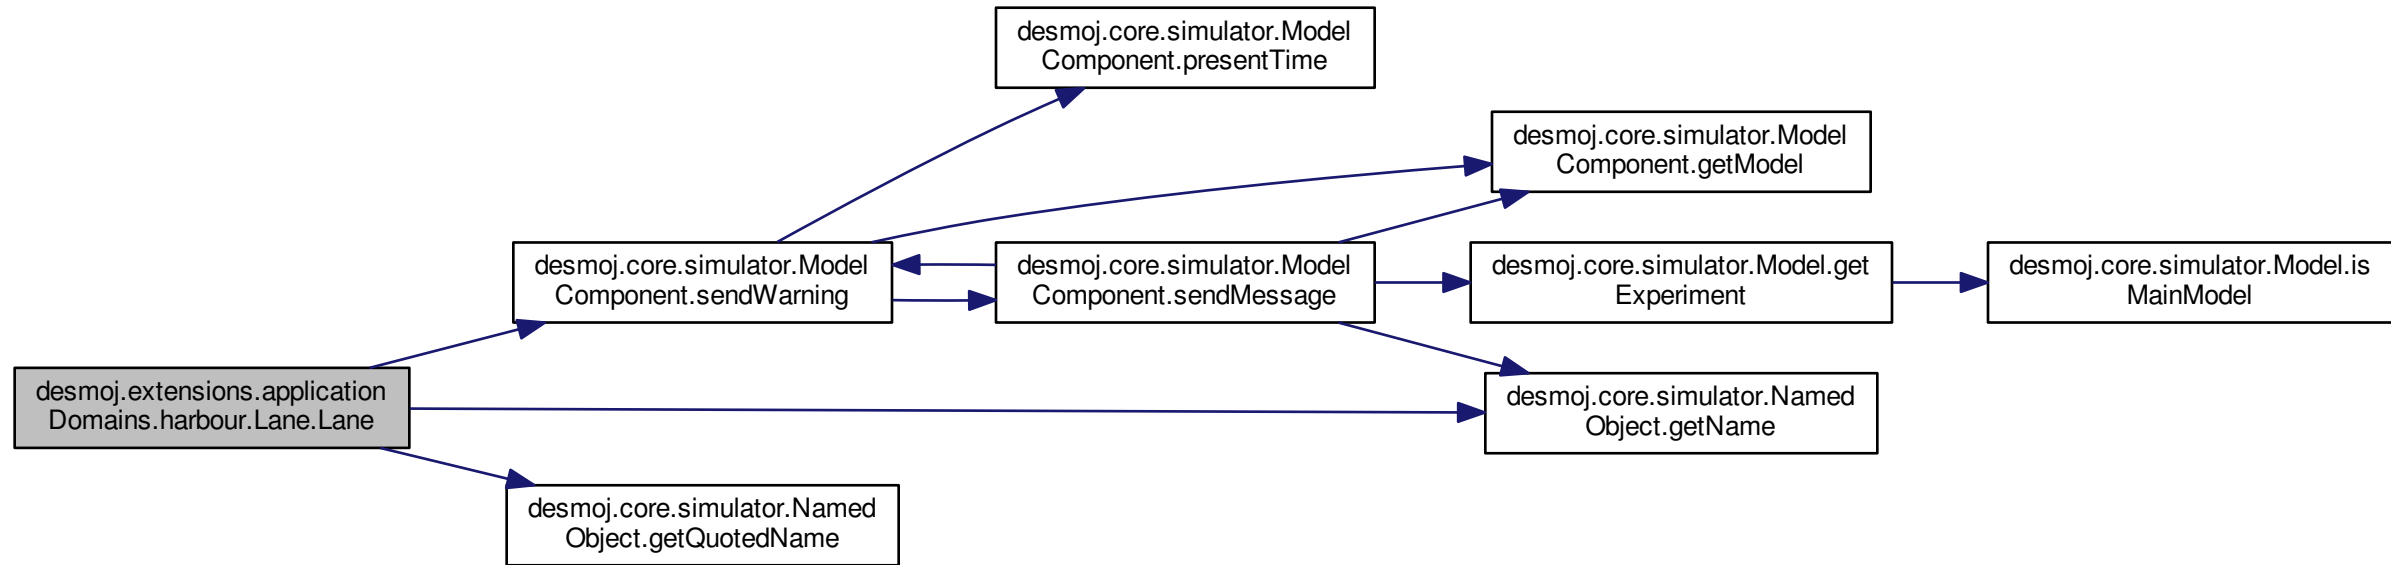 desmoj.core.simulator.Model
Component.presentTime
desmoj.core.simulator.Model
Component.getModel
desmoj.core.simulator.Model
Component.sendWarning
desmoj.core.simulator.Model
Component.sendMessage
desmoj.core.simulator.Model.get
Experiment
desmoj.core.simulator.Model.is
MainModel
desmoj.extensions.application
Domains.harbour.Lane.Lane
desmoj.core.simulator.Named
Object.getName
desmoj.core.simulator.Named
Object.getQuotedName